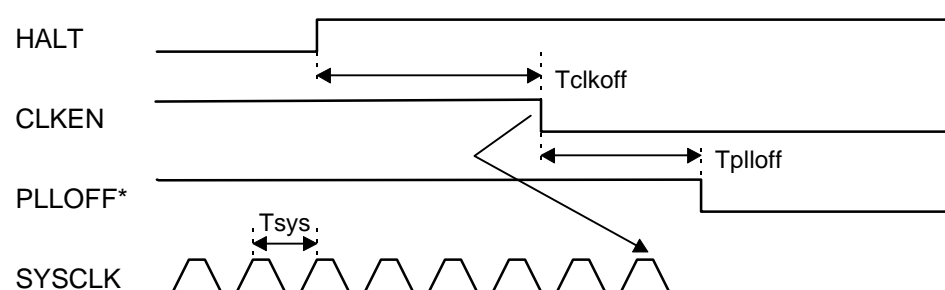 HALT
Tclkoff
CLKEN
Tplloff
PLLOFF*
Tsys
SYSCLK